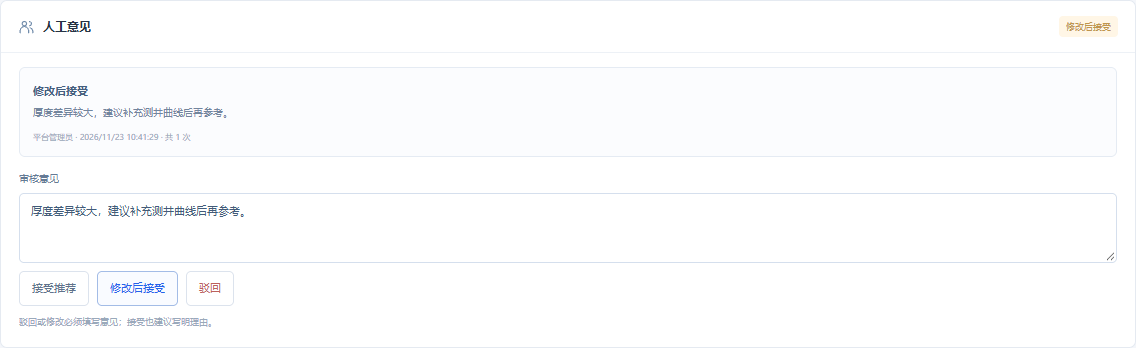 人工意见
修改后接受
修改后接受
厚度差异较大，建议补充测井曲线后再参考。
平台管理员 · 2026/11/23 10:41:29 · 共 1 次
审核意见
厚度差异较大，建议补充测井曲线后再参考。
接受推荐 修改后接受 驳回
驳回或修改必须填写意见；接受也建议写明理由。